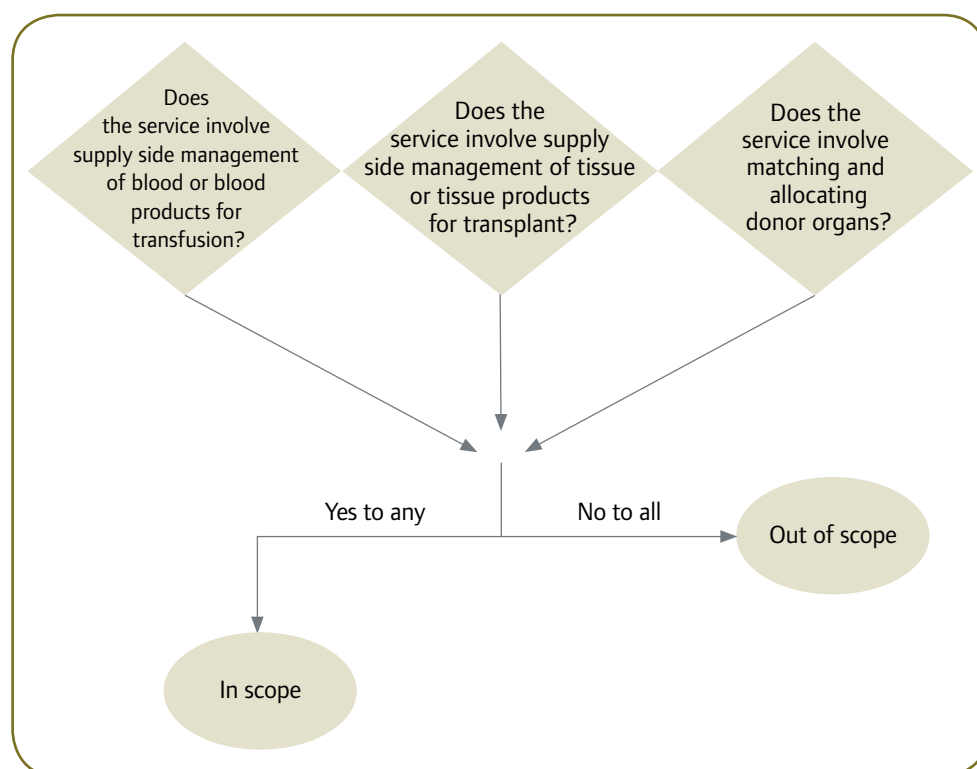 Does
the service involve
supply side management
of blood or blood
products for
transfusion?
Does the
service involve supply
side management of tissue
or tissue products
for transplant?
Does the
service involve
matching and
allocating
donor organs?
Yes to any
No to all
Out of scope
In scope